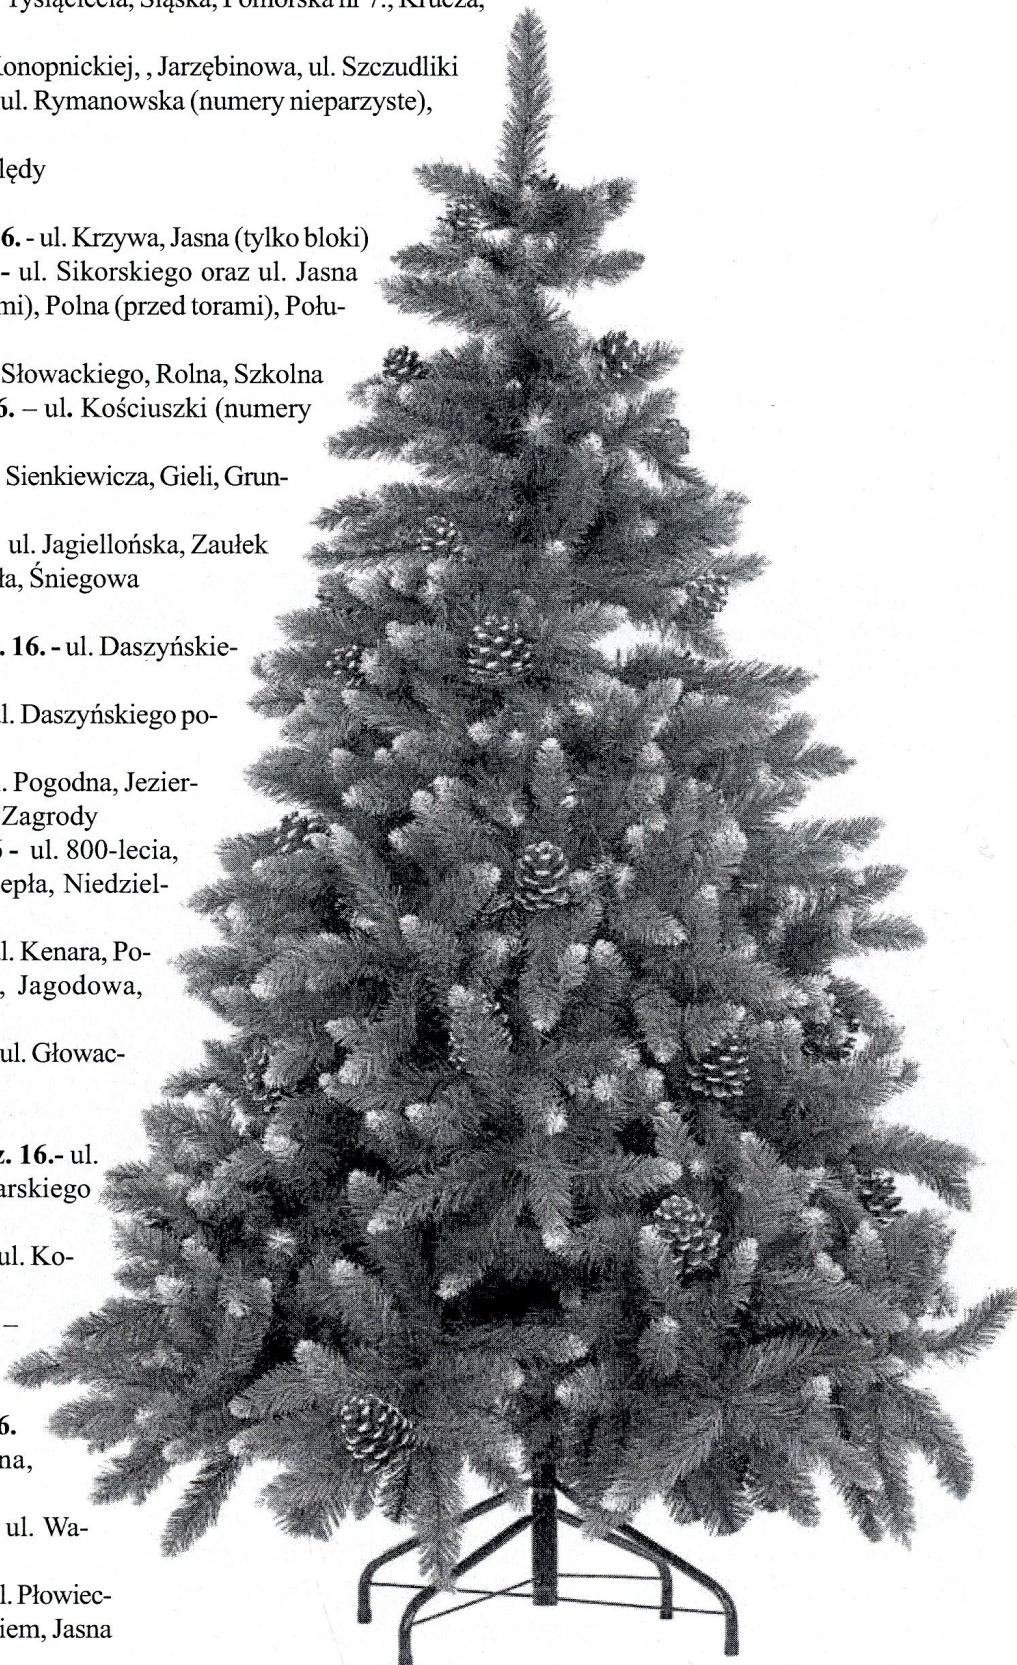 Tysiąclecia, Śląska, Pomorska nr 7., Krucza,
Konopnickiej, , Jarzębinowa, ul. Szczudliki
ul. Rymanowska (numery nieparzyste),
lędy
6. - ul. Krzywa, Jasna (tylko bloki)
- ul. Sikorskiego oraz ul. Jasna
mi), Polna (przed torami), Połu-
Słowackiego, Rolna, Szkolna
6. – ul. Kościuszki (numery
Sienkiewicza, Gieli, Grun-
ul. Jagiellońska, Zaułek
ła, Śniegowa
. 16. - ul. Daszyńskie-
ul. Daszyńskiego po-
. Pogodna, Jezier-
Zagrody
6 - ul. 800-lecia,
epła, Niedziel-
ul. Kenara, Po-
, Jagodowa,
ul. Głowac-
z. 16.- ul.
arskiego
ul. Ko-
–
6.
na,
ul. Wa-
l. Płowiec-
iem, Jasna